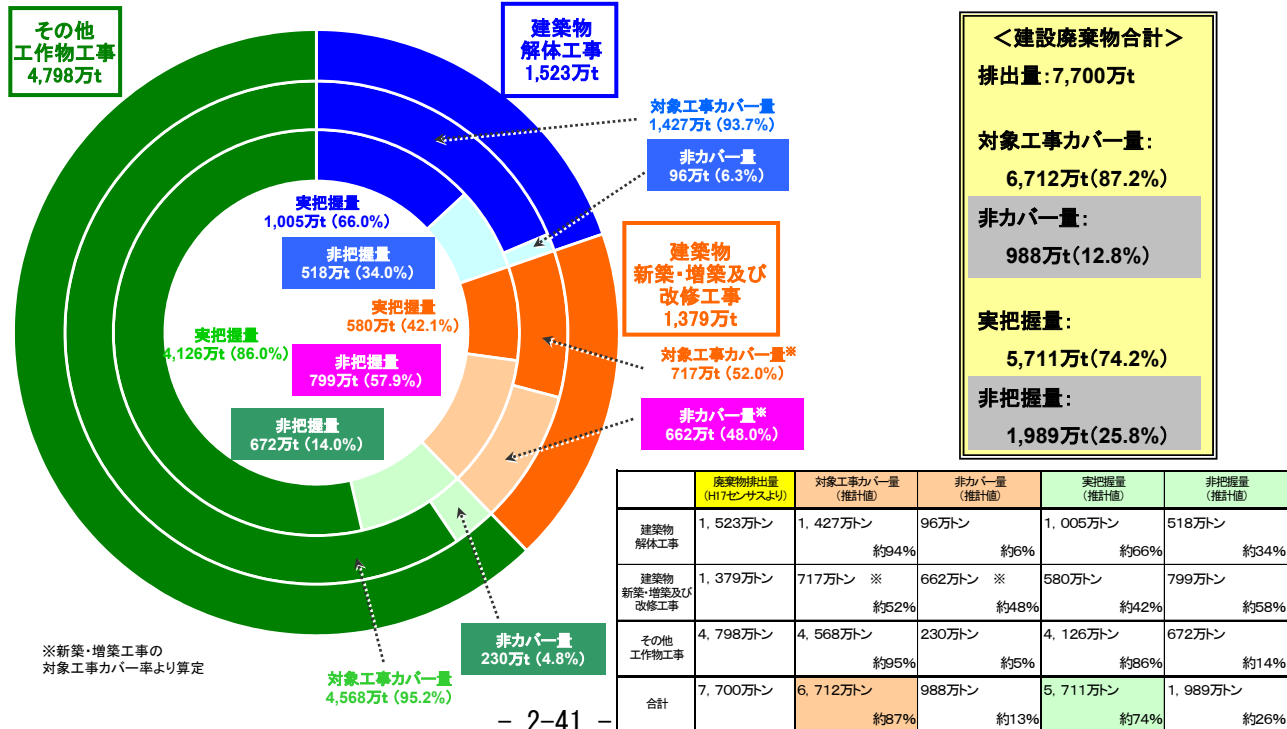 その他
工作物工事
4,798万t
建築物
解体工事
1,523万t
対象工事カバー量
1,427万t (93.7%)
非カバー量
96万t (6.3%)
実把握量
1,005万t (66.0%)
非把握量
518万t (34.0%)
建築物
新築・増築及び
改修工事
1,379万t
実把握量
580万t (42.1%)
実把握量
4,126万t (86.0%)
非把握量
799万t (57.9%)
対象工事カバー量※
717万t (52.0%)
非把握量
672万t (14.0%)
非カバー量※
662万t (48.0%)
非カバー量
230万t (4.8%)
対象工事カバー量
4,568万t (95.2%)
※新築・増築工事の
対象工事カバー率より算定
＜建設廃棄物合計＞
排出量：7,700万t
対象工事カバー量：
6,712万t(87.2%)
非カバー量：
988万t(12.8%)
実把握量：
5,711万t(74.2%)
非把握量：
1,989万t(25.8%)
廃棄物排出量 対象工事カバー量 非カバー量 実把握量 非把握量
(H17センサスより) (推計値) (推計値) (推計値) (推計値)
建築物
解体工事
1,523万トン 1,427万トン 96万トン 1,005万トン 518万トン
約94% 約6% 約66% 約34%
建築物
新築・増築及び
改修工事
1,379万トン 717万トン ※ 662万トン ※ 580万トン 799万トン
約52% 約48% 約42% 約58%
その他
工作物工事
4,798万トン 4,568万トン 230万トン 4,126万トン 672万トン
約95% 約5% 約86% 約14%
合計
7,700万トン 6,712万トン 988万トン 5,711万トン 1,989万トン
約87% 約13% 約74% 約26%
- 2-41 -